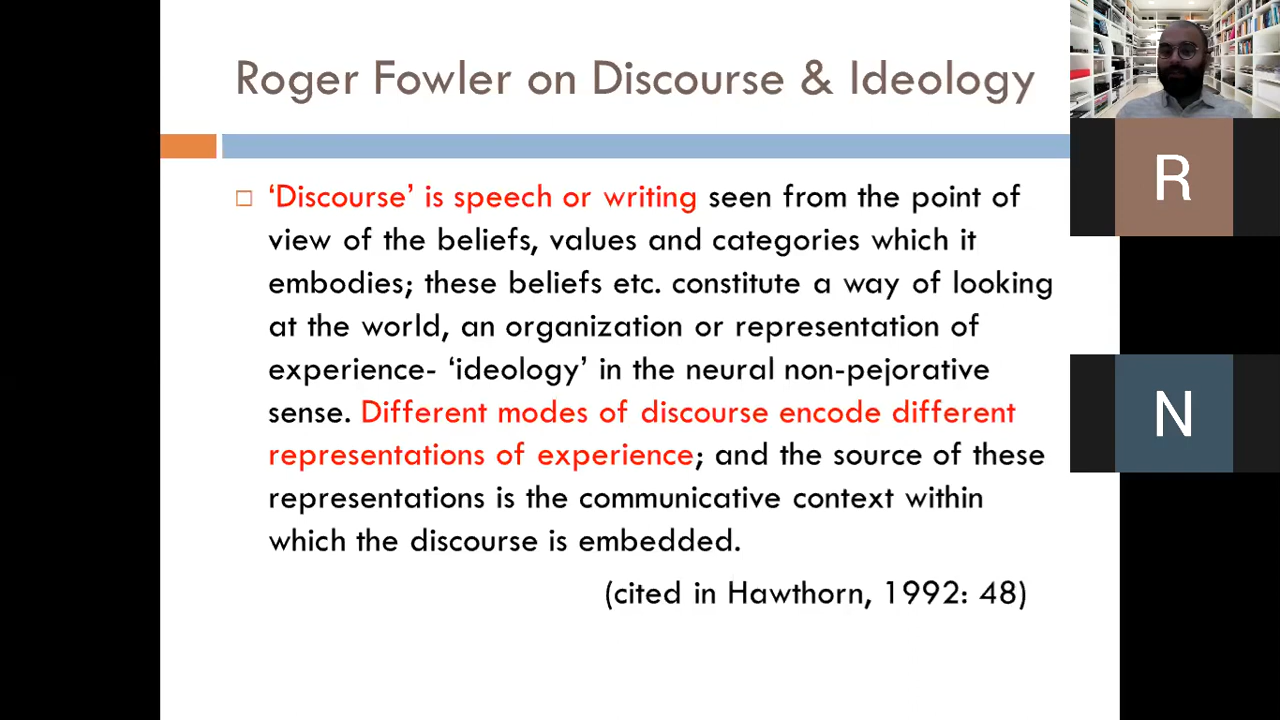 Roger Fowler on Discourse & Ideology
‘Discourse’ is speech or writing seen from the point of
view of the beliefs, values and categories which it
embodies; these beliefs etc. constitute a way of looking
at the world, an organization or representation of
experience- ‘ideology’ in the neural non-pejorative
sense. Different modes of discourse encode different
representations of experience; and the source of these
representations is the communicative context within
which the discourse is embedded.
(cited in Hawthorn, 1992: 48)
R
N